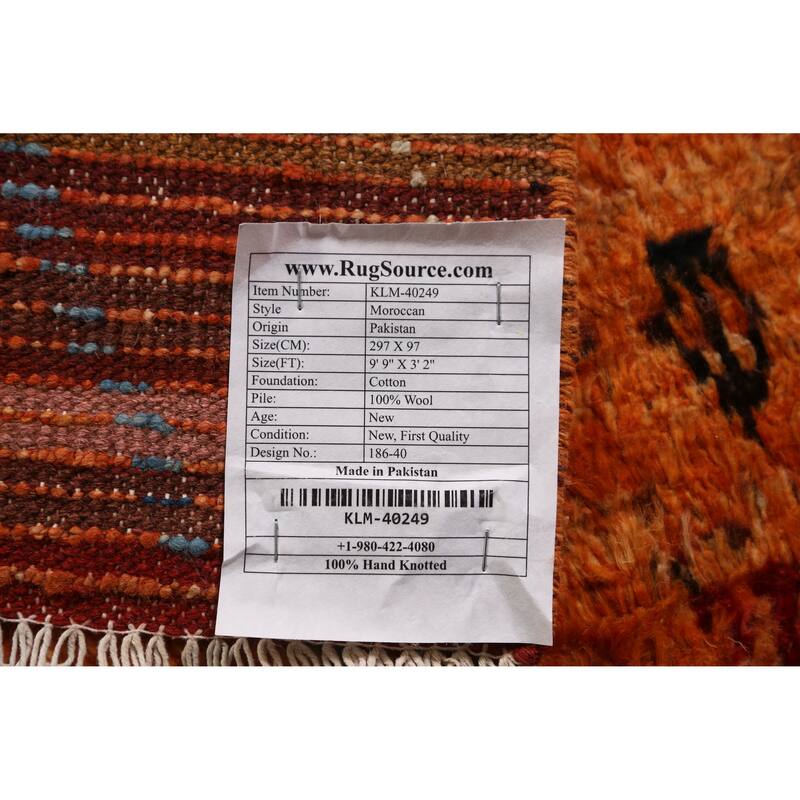 www.RugSource.com
Item Number: KLM-40249
Style Moroccan
Origin Pakistan
Size(CM): 297 X 97
Size(FT): 9' 9" X 3' 2"
Foundation: Cotton
Pile: 100% Wool
Age: New
Condition: New, First Quality
Design No.: 186-40
Made in Pakistan
KLM-40249
+1-980-422-4080
100% Hand Knotted